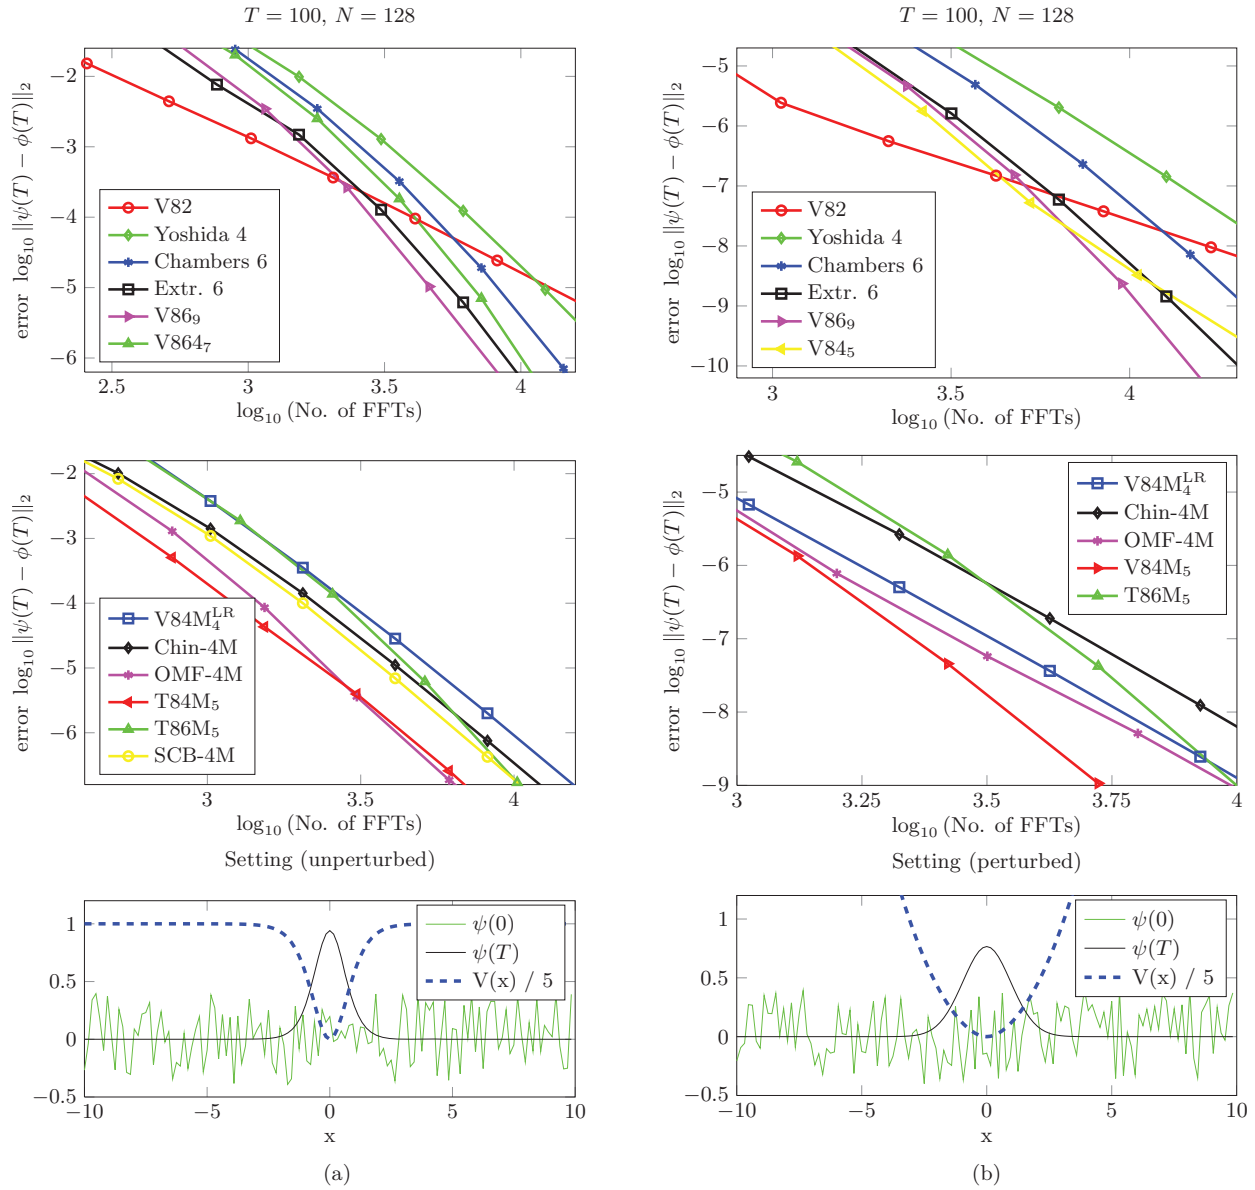 T = 100, N = 128
error log₁₀ ||ψ(T) − φ(T)||₂
−2
−3
−4
−5
−6
V82
Yoshida 4
Chambers 6
Extr. 6
V86₉
V864₇
2.5
3
3.5
4
log₁₀ (No. of FFTs)
T = 100, N = 128
error log₁₀ ||ψ(T) − φ(T)||₂
−5
−6
−7
−8
−9
−10
V82
Yoshida 4
Chambers 6
Extr. 6
V86₉
V84₅
3
3.5
4
log₁₀ (No. of FFTs)
error log₁₀ ||ψ(T) − φ(T)||₂
−2
−3
−4
−5
−6
V84M₄ᴸᴿ
Chin-4M
OMF-4M
T84M₅
T86M₅
SCB-4M
3
3.5
4
log₁₀ (No. of FFTs)
error log₁₀ ||ψ(T) − φ(T)||₂
−5
−6
−7
−8
−9
V84M₄ᴸᴿ
Chin-4M
OMF-4M
V84M₅
T86M₅
3
3.25
3.5
3.75
4
log₁₀ (No. of FFTs)
Setting (unperturbed)
1
0.5
0
−0.5
ψ(0)
ψ(T)
V(x) / 5
−10
−5
0
5
10
x
(a)
Setting (perturbed)
1
0.5
0
−0.5
ψ(0)
ψ(T)
V(x) / 5
−10
−5
0
5
10
x
(b)